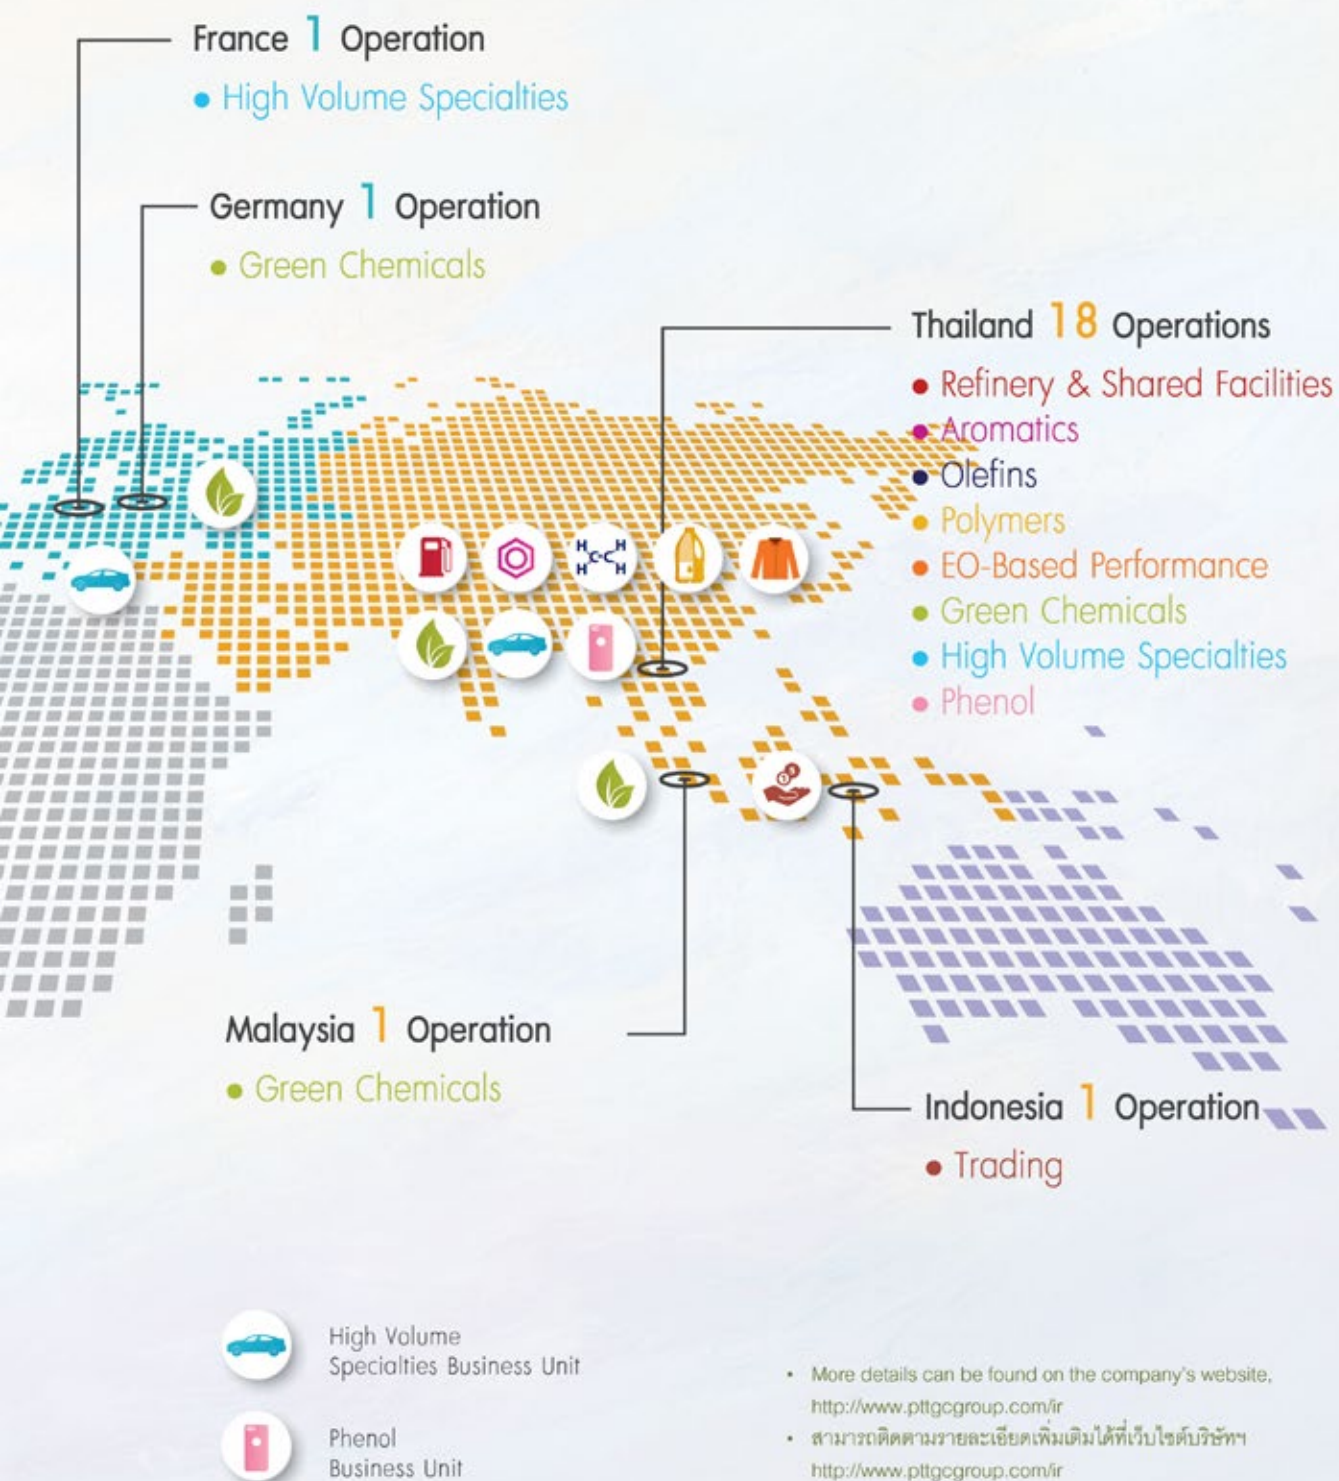 France 1 Operation
• High Volume Specialties
Germany 1 Operation
• Green Chemicals
Thailand 18 Operations
• Refinery & Shared Facilities
• Aromatics
• Olefins
• Polymers
• EO-Based Performance
• Green Chemicals
• High Volume Specialties
• Phenol
H H
C=C
H H
Malaysia 1 Operation
• Green Chemicals
Indonesia 1 Operation
• Trading
High Volume
Specialties Business Unit
Phenol
Business Unit
• More details can be found on the company's website,
http://www.pttgcgroup.com/ir
• สามารถติดตามรายละเอียดเพิ่มเติมได้ที่เว็บไซต์บริษัทฯ
http://www.pttgcgroup.com/ir